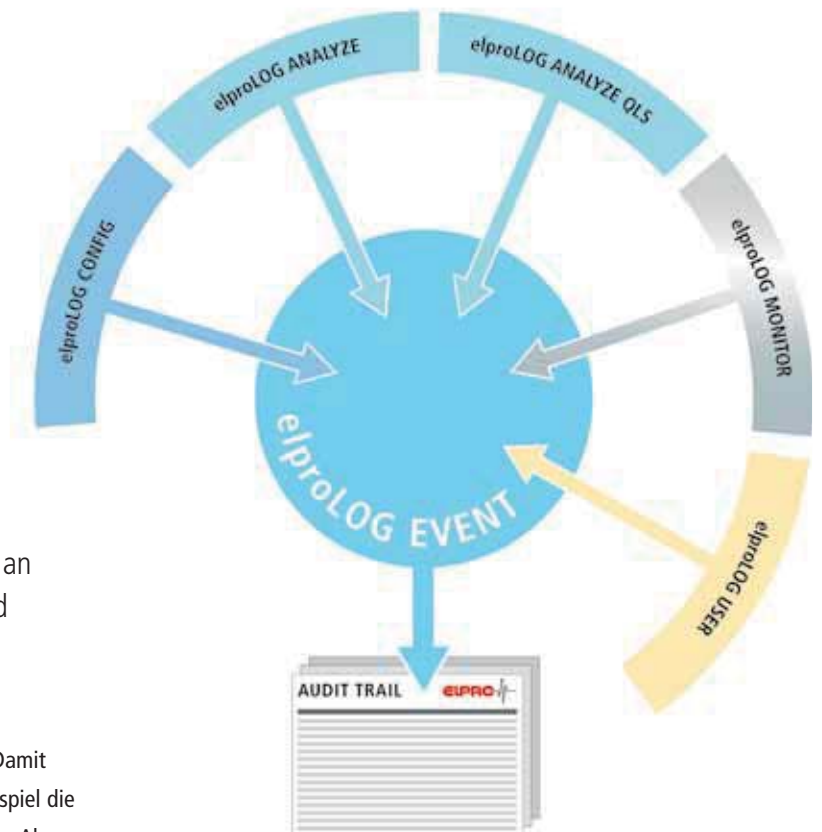 elproLOG ANALYZE
elproLOG ANALYZE QLS
elproLOG CONFIG
elproLOG MONITOR
elproLOG USER
elproLOG EVENT
an
d
AUDIT TRAIL ELPRO
Damit
spiel die